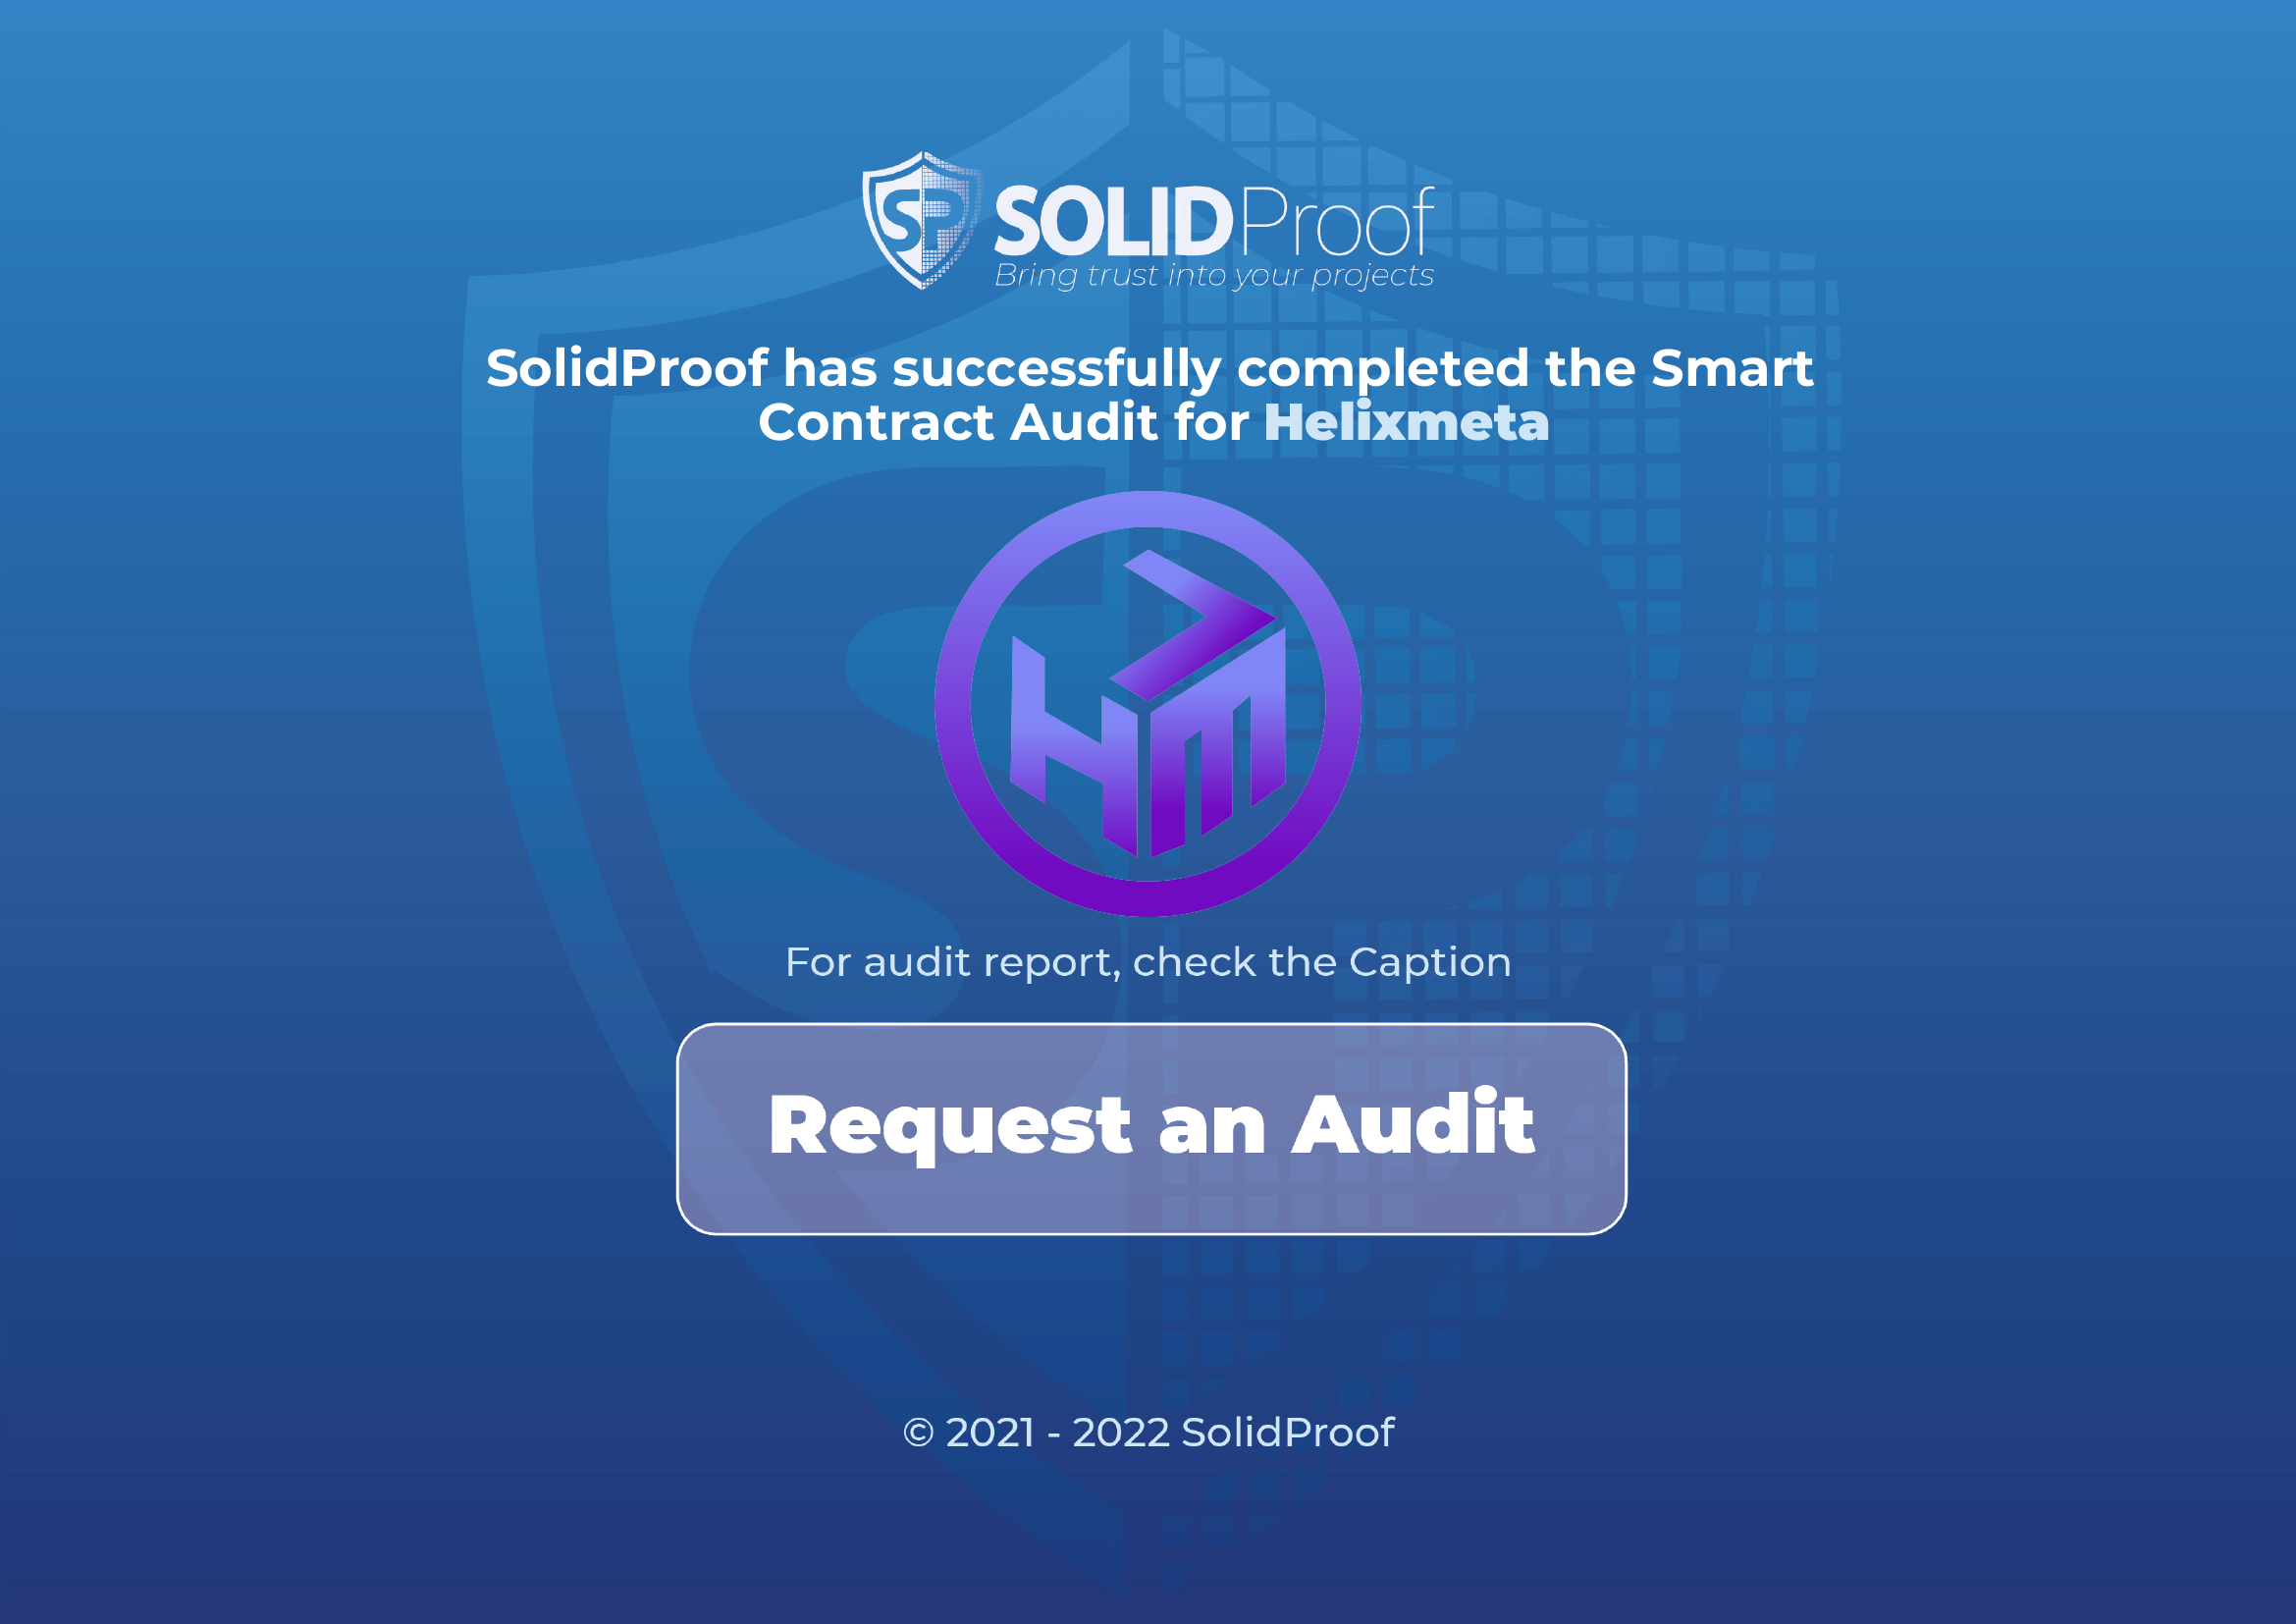 SP SOLIDProof
Bring trust into your projects
SolidProof has successfully completed the Smart
Contract Audit for Helixmeta
HM
For audit report, check the Caption
Request an Audit
© 2021 - 2022 SolidProof